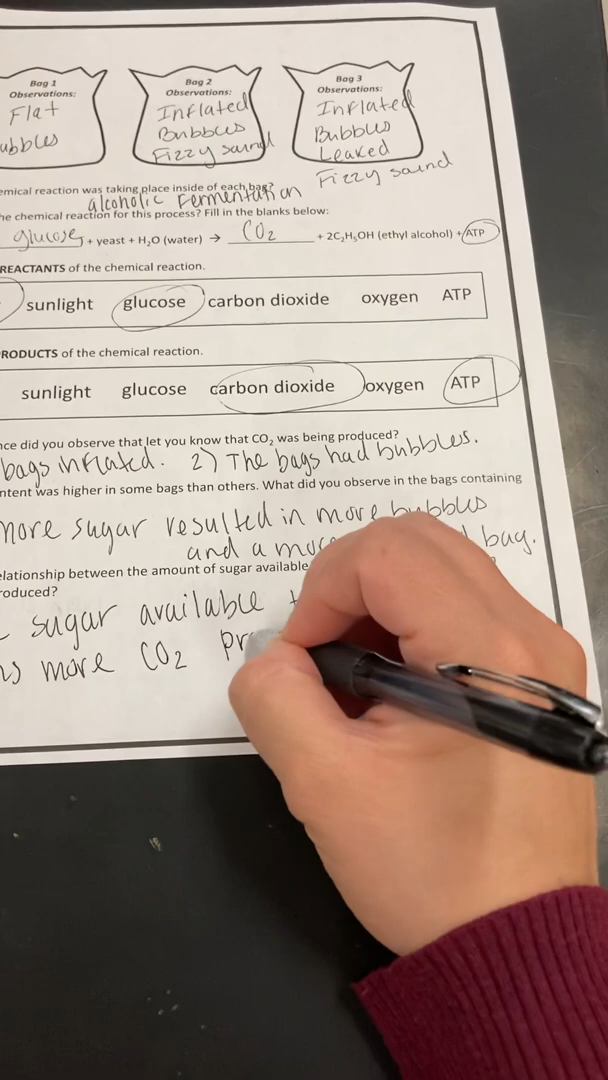 Bag 1 Bag 2 Bag 3
Observations: Observations: Observations:
Flat Inflated Inflated
ubbles Bubbles Bubbles
Fizzy sound Leaked
Fizzy sound
emical reaction was taking place inside of each bag?
alcoholic Fermentation
he chemical reaction for this process? Fill in the blanks below:
glucose + yeast + H₂O (water) → CO₂ + 2C₂H₅OH (ethyl alcohol) + ATP
REACTANTS of the chemical reaction.
sunlight glucose carbon dioxide oxygen ATP
RODUCTS of the chemical reaction.
sunlight glucose carbon dioxide oxygen ATP
nce did you observe that let you know that CO₂ was being produced?
bags inflated. 2) The bags had bubbles.
ntent was higher in some bags than others. What did you observe in the bags containing
more sugar resulted in more bubbles
and a more bag.
elationship between the amount of sugar available
roduced?
sugar available
ns more CO₂ pr